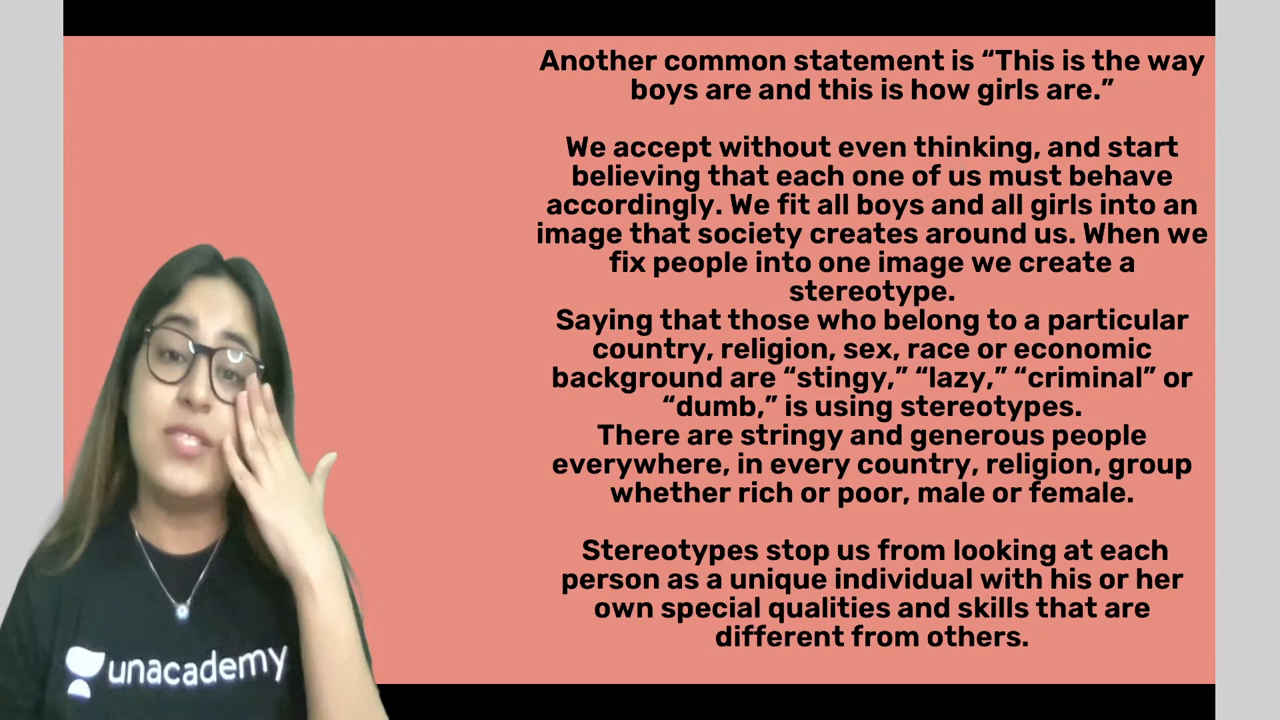 Another common statement is “This is the way
boys are and this is how girls are.”
We accept without even thinking, and start
believing that each one of us must behave
accordingly. We fit all boys and all girls into an
image that society creates around us. When we
fix people into one image we create a
stereotype.
Saying that those who belong to a particular
country, religion, sex, race or economic
background are “stingy,” “lazy,” “criminal” or
“dumb,” is using stereotypes.
There are stringy and generous people
everywhere, in every country, religion, group
whether rich or poor, male or female.
Stereotypes stop us from looking at each
person as a unique individual with his or her
own special qualities and skills that are
different from others.
unacademy